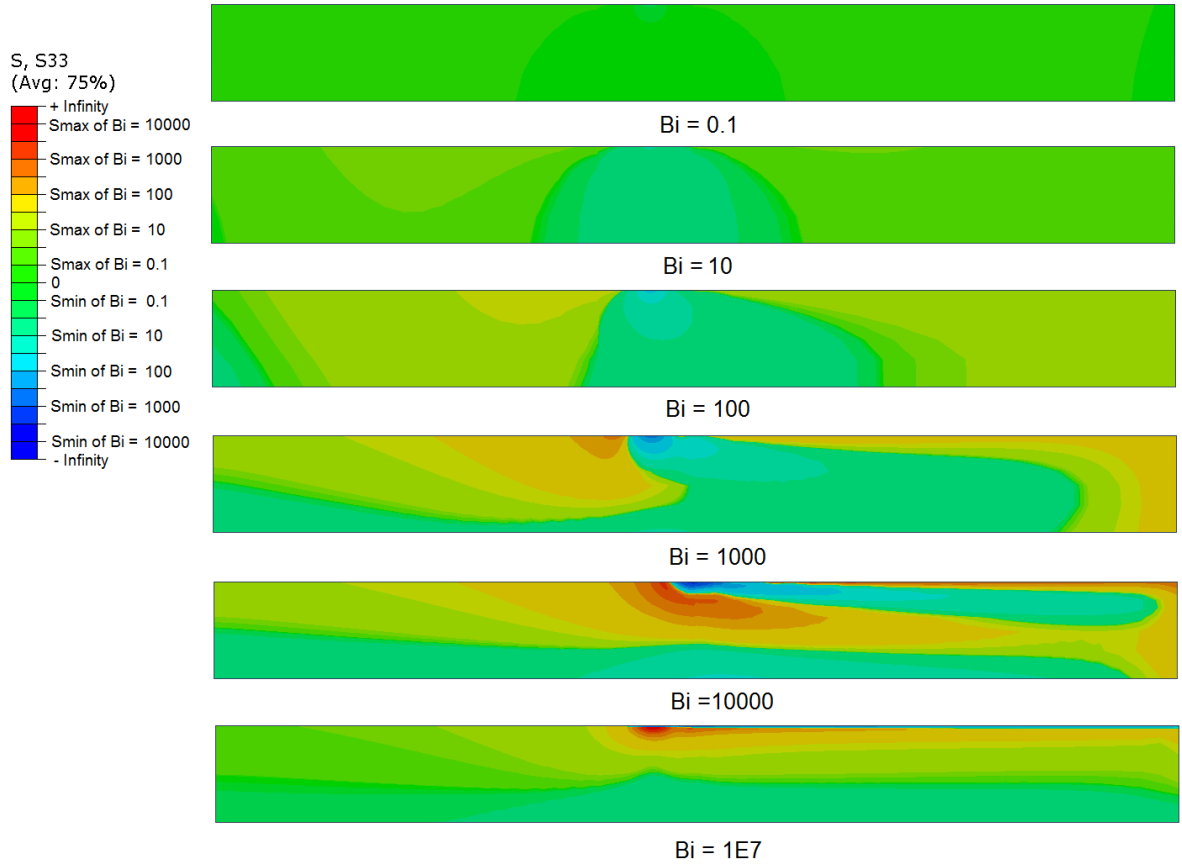 S, S33
(Avg: 75%)
+ Infinity
Smax of Bi = 10000
Smax of Bi = 1000
Smax of Bi = 100
Smax of Bi = 10
Smax of Bi = 0.1
0
Smin of Bi = 0.1
Smin of Bi = 10
Smin of Bi = 100
Smin of Bi = 1000
Smin of Bi = 10000
- Infinity
Bi = 0.1
Bi = 10
Bi = 100
Bi = 1000
Bi =10000
Bi = 1E7